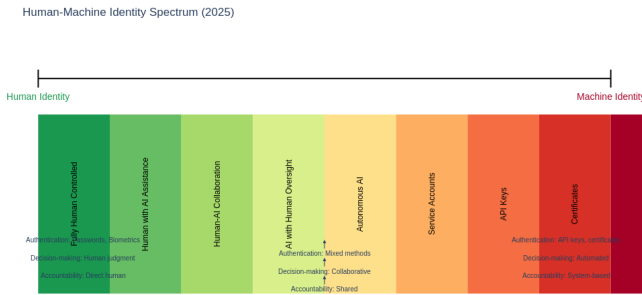 Human-Machine Identity Spectrum (2025)
Human Identity
Machine Identity
Fully Human Controlled
Human with AI Assistance
Human-AI Collaboration
AI with Human Oversight
Autonomous AI
Service Accounts
API Keys
Certificates
Authentication: Passwords, Biometrics
Decision-making: Human judgment
Accountability: Direct human
Authentication: Mixed methods
Decision-making: Collaborative
Accountability: Shared
Authentication: API keys, certificates
Decision-making: Automated
Accountability: System-based